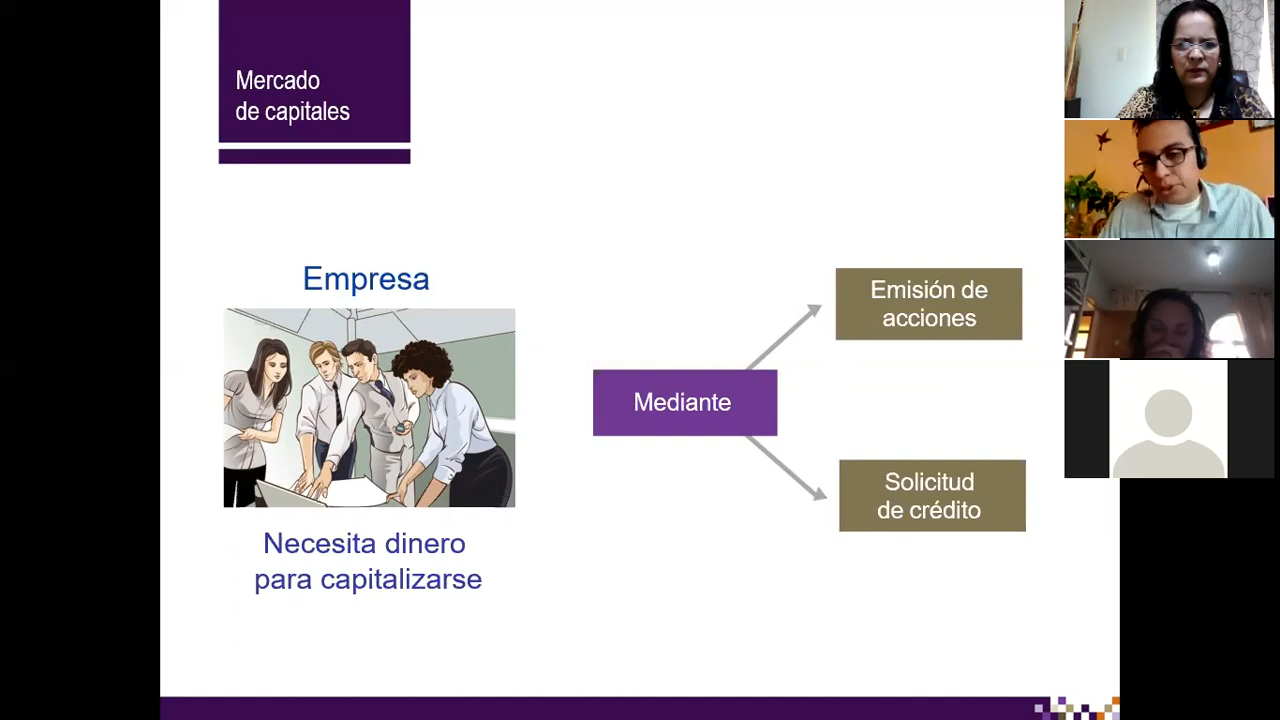 Mercado
de capitales
Empresa
Necesita dinero
para capitalizarse
Mediante
Emisión de
acciones
Solicitud
de crédito